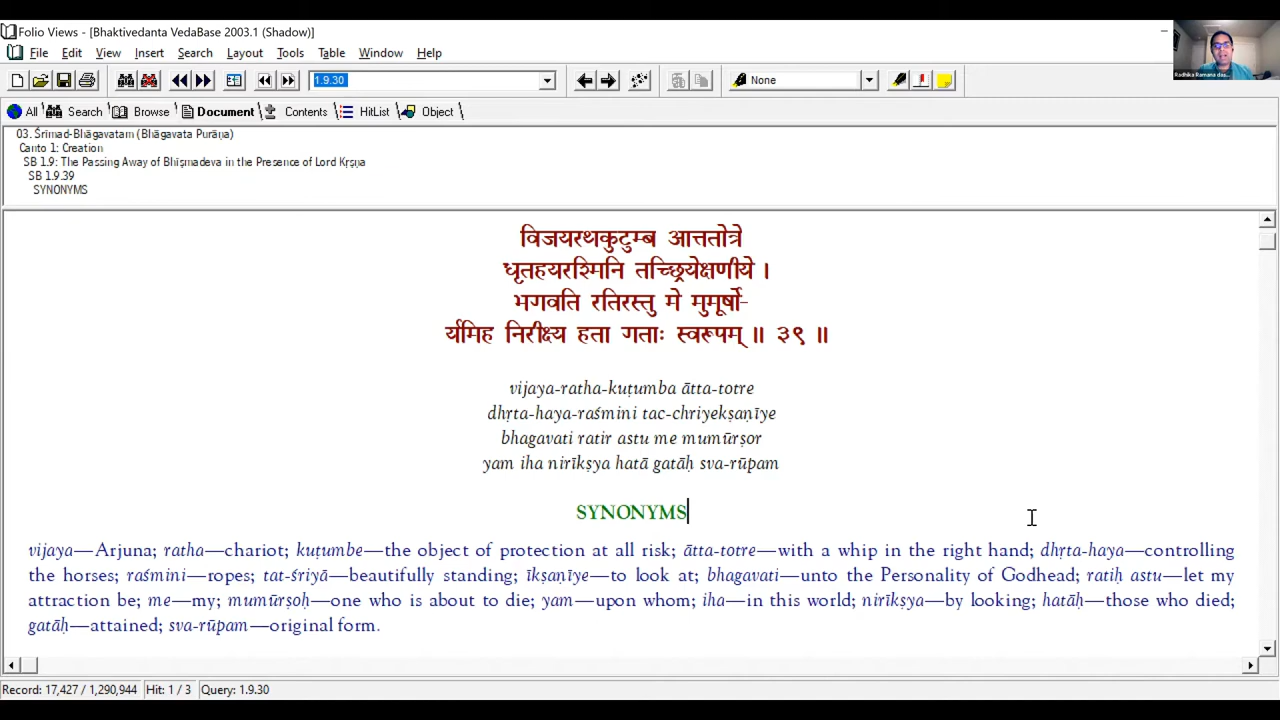 Folio Views - [Bhaktivedanta VedaBase 2003.1 (Shadow)]
File Edit View Insert Search Layout Tools Table Window Help
1.9.30 None
All Search Browse Document Contents HitList Object
03. Śrīmad-Bhāgavatam (Bhāgavata Purāṇa)
Canto 1: Creation
SB 1.9: The Passing Away of Bhīṣmadeva in the Presence of Lord Kṛṣṇa
SB 1.9.39
SYNONYMS
विजयरथकुटुम्ब आत्ततोत्रे
धृतहयरश्मिनि तच्छ्रियेक्षणीये ।
भगवति रतिरस्तु मे मुमूर्षो-
र्यमिह निरीक्ष्य हता गताः स्वरूपम् ॥ ३९ ॥
vijaya-ratha-kuṭumba ātta-totre
dhṛta-haya-raśmini tac-chriyekṣaṇīye
bhagavati ratir astu me mumūrṣor
yam iha nirīkṣya hatā gatāḥ sva-rūpam
SYNONYMS
vijaya—Arjuna; ratha—chariot; kuṭumbe—the object of protection at all risk; ātta-totre—with a whip in the right hand; dhṛta-haya—controlling
the horses; raśmini—ropes; tat-śriyā—beautifully standing; īkṣaṇīye—to look at; bhagavati—unto the Personality of Godhead; ratiḥ astu—let my
attraction be; me—my; mumūrṣoḥ—one who is about to die; yam—upon whom; iha—in this world; nirīkṣya—by looking; hatāḥ—those who died;
gatāḥ—attained; sva-rūpam—original form.
Record: 17,427 / 1,290,944 Hit: 1 / 3 Query: 1.9.30
Radhika Ramana das...